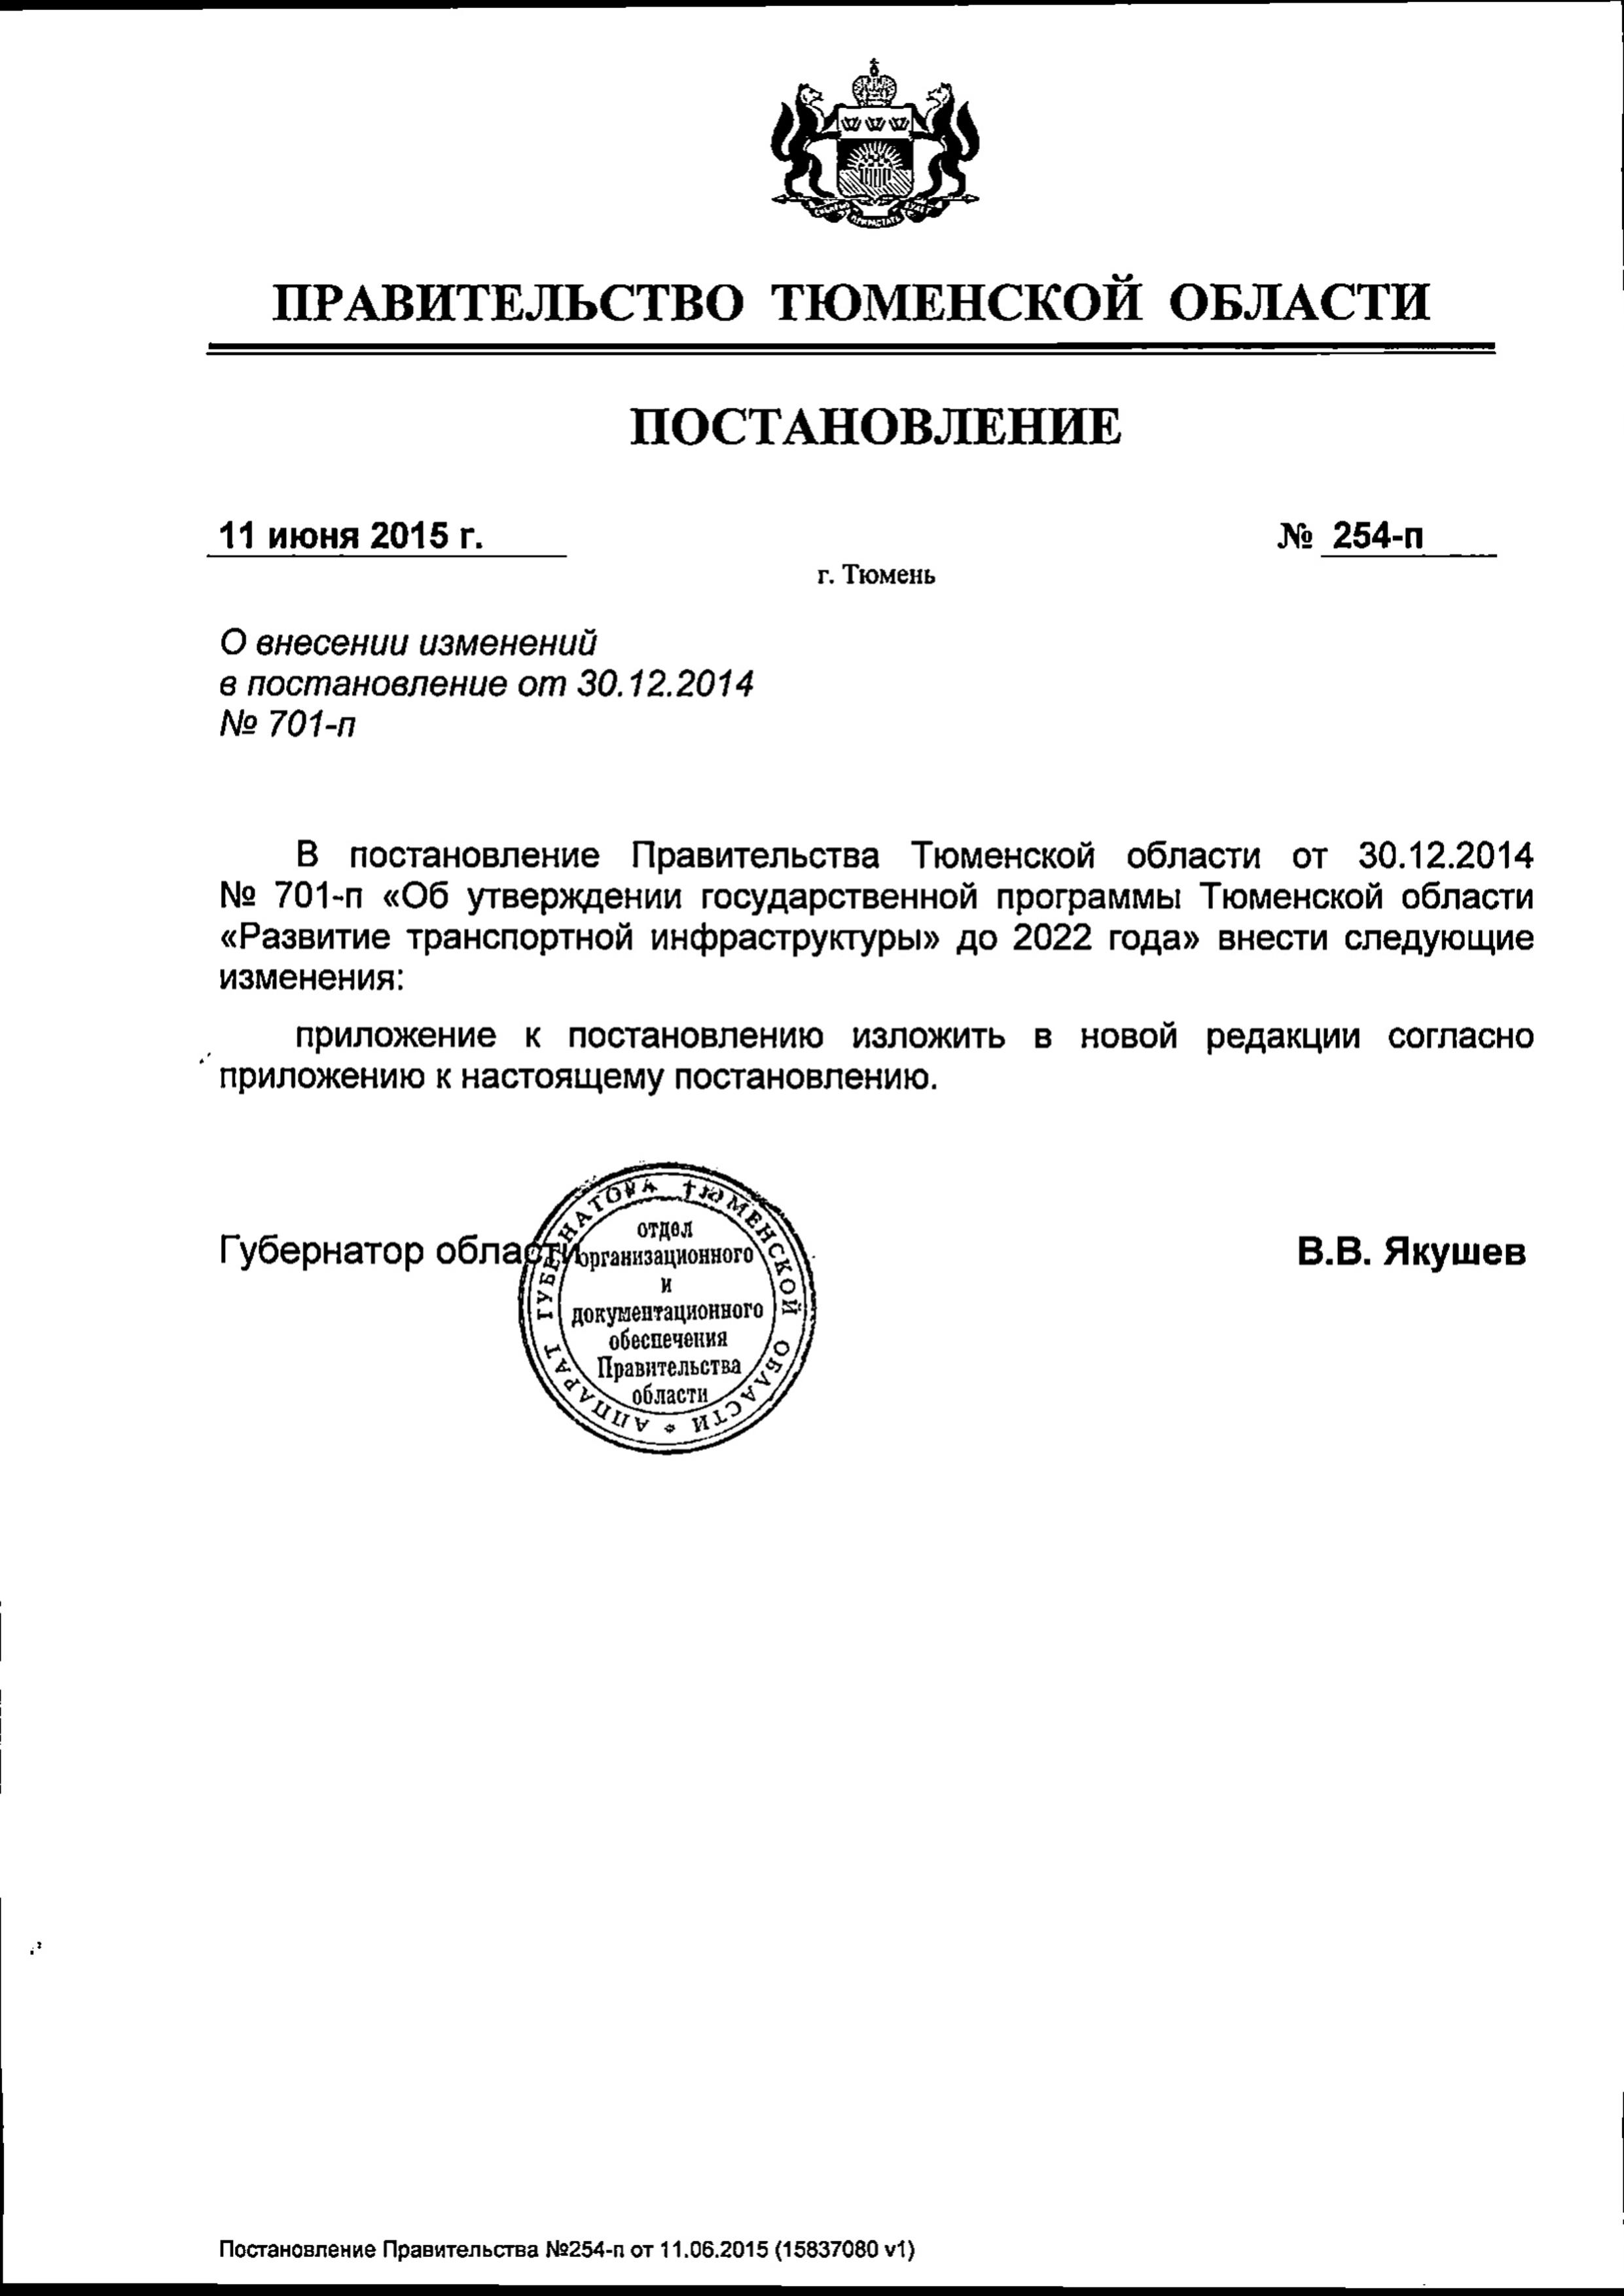 ПРАВИТЕЛЬСТВО ТЮМЕНСКОЙ ОБЛАСТИ
ПОСТАНОВЛЕНИЕ
11 июня 2015 г.
№ 254-п
г. Тюмень
О внесении изменений
в постановление от 30.12.2014
№ 701-п
В постановление Правительства Тюменской области от 30.12.2014
№ 701-п «Об утверждении государственной программы Тюменской области
«Развитие транспортной инфраструктуры» до 2022 года» внести следующие
изменения:
приложение к постановлению изложить в новой редакции согласно
приложению к настоящему постановлению.
Губернатор области
В.В. Якушев
АППАРАТ ГУБЕРНАТОРА ТЮМЕНСКОЙ ОБЛАСТИ
отдел
организационного
и
документационного
обеспечения
Правительства
области
Постановление Правительства №254-п от 11.06.2015 (15837080 v1)